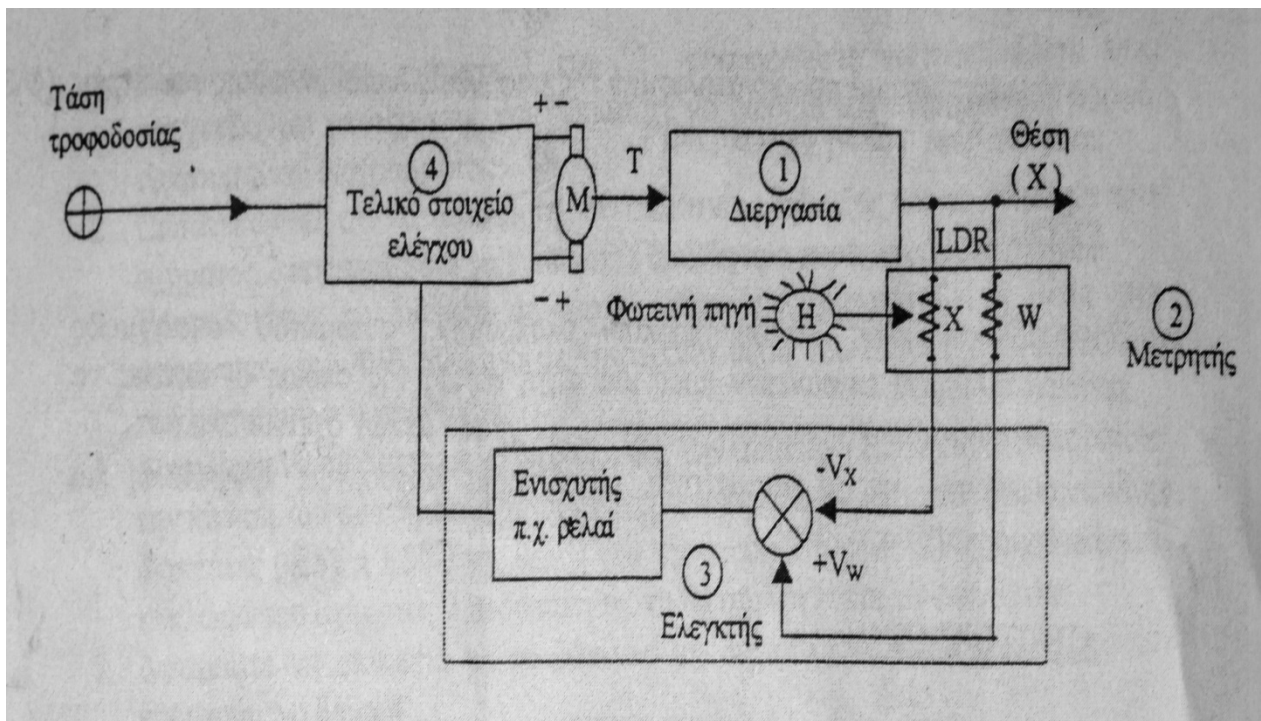 Τάση
τροφοδοσίας
+ -
- +
4
Τελικό στοιχείο
ελέγχου
M
T
1
Διεργασία
Θέση
( X )
LDR
Φωτεινή πηγή
H
X
W
2
Μετρητής
Ενισχυτής
π.χ. ρελαί
-VX
+VW
3
Ελεγκτής